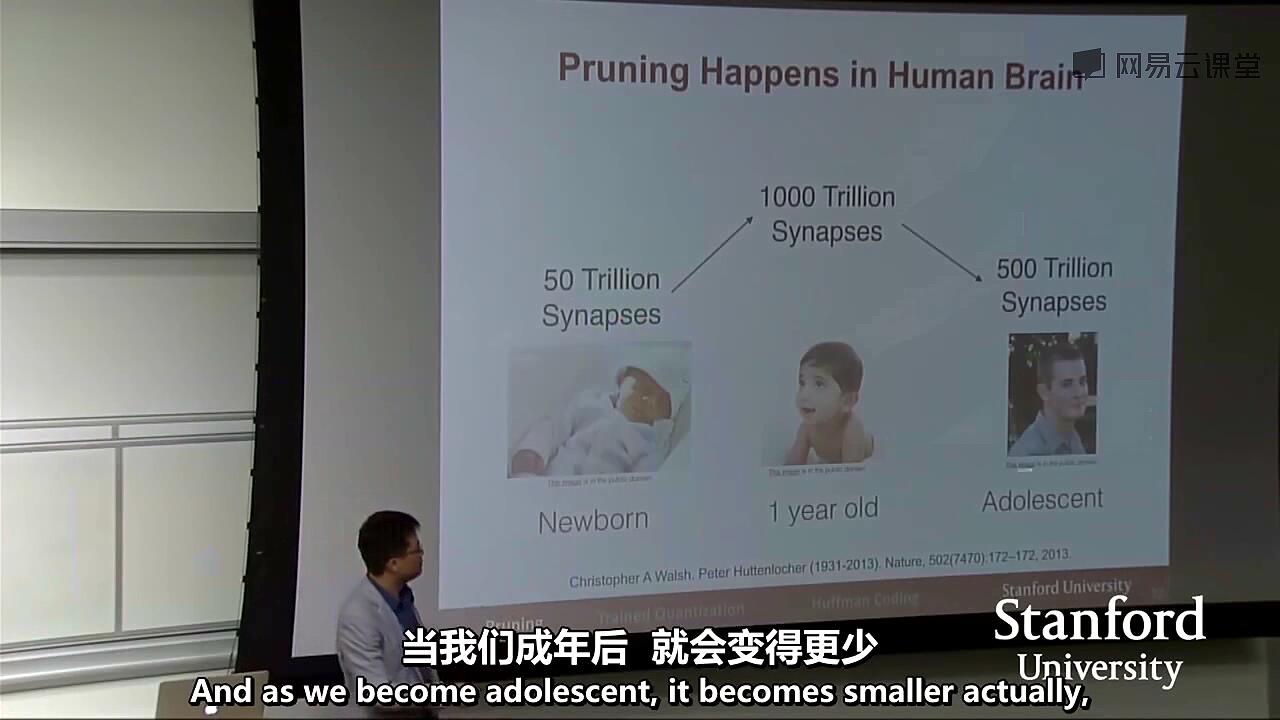 Pruning Happens in Human Brain
网易云课堂
1000 Trillion
Synapses
50 Trillion
Synapses
500 Trillion
Synapses
This image is in the public domain
This image is in the public domain
This image is in the public domain
Newborn
1 year old
Adolescent
Christopher A Walsh. Peter Huttenlocher (1931-2013). Nature, 502(7470):172–172, 2013.
Pruning
Trained Quantization
Huffman Coding
Stanford University
Stanford
University
当我们成年后 就会变得更少
And as we become adolescent, it becomes smaller actually,